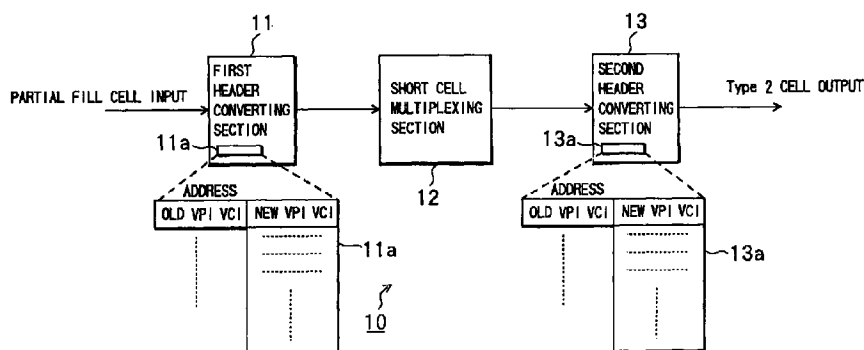 11
FIRST
HEADER
CONVERTING
SECTION
11a
PARTIAL FILL CELL INPUT
SHORT CELL
MULTIPLEXING
SECTION
12
13
SECOND
HEADER
CONVERTING
SECTION
13a
Type 2 CELL OUTPUT
ADDRESS
OLD VPI VCI
NEW VPI VCI
11a
10
ADDRESS
OLD VPI VCI
NEW VPI VCI
13a